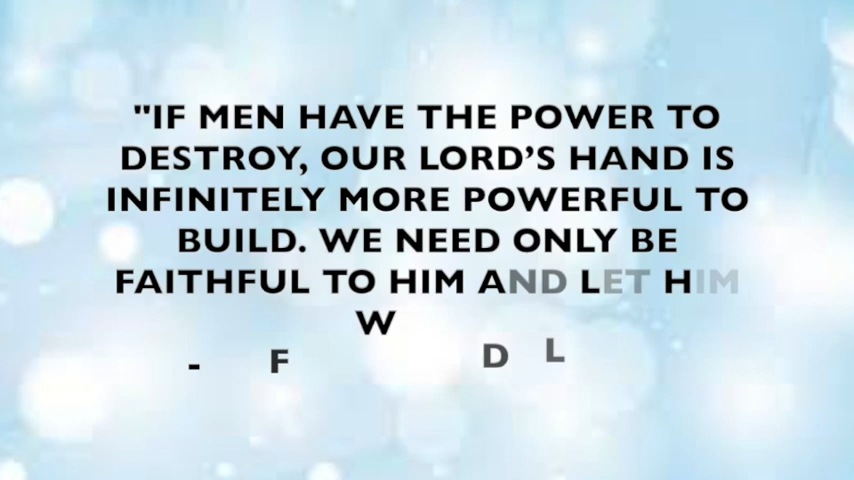 "IF MEN HAVE THE POWER TO
DESTROY, OUR LORD’S HAND IS
INFINITELY MORE POWERFUL TO
BUILD. WE NEED ONLY BE
FAITHFUL TO HIM AND LET HIM
W
- F D L